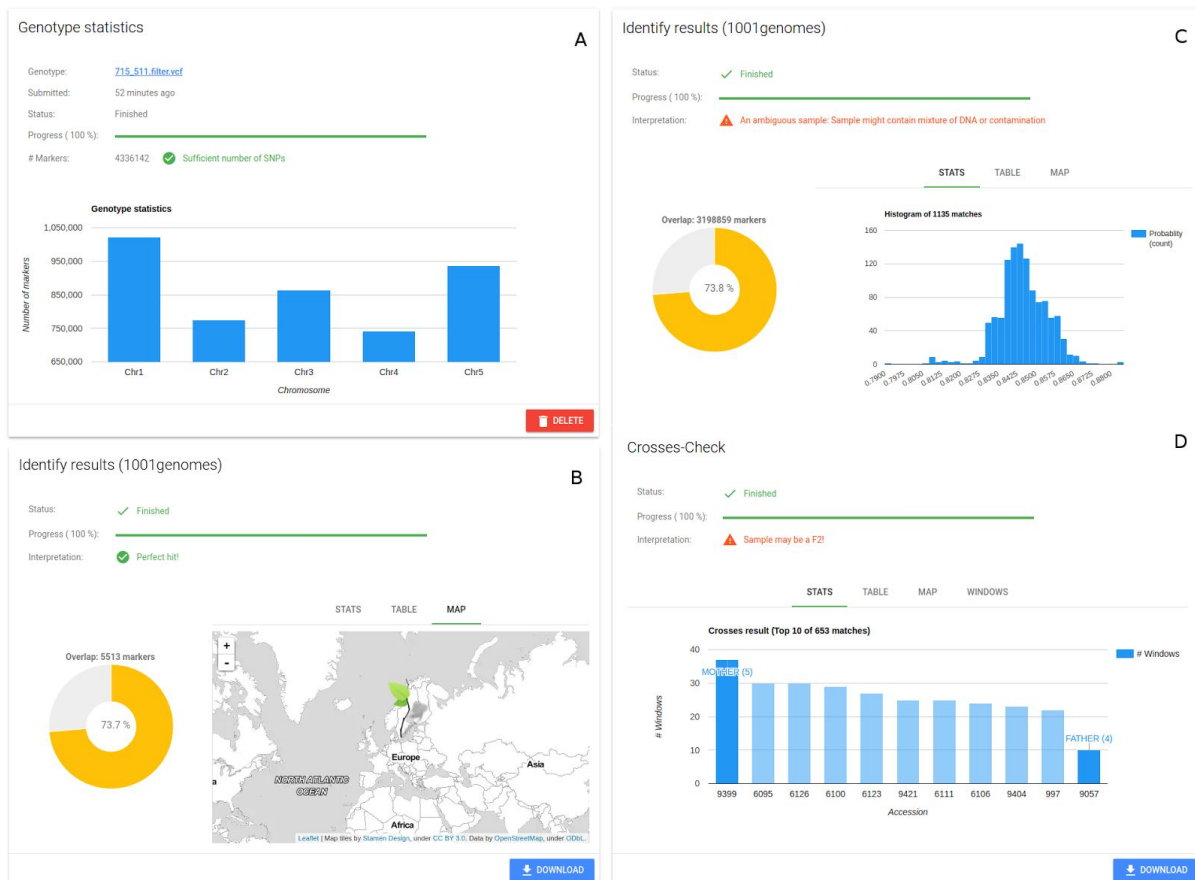 Genotype statistics
A
Genotype: 715_511.filter.vcf
Submitted: 52 minutes ago
Status: Finished
Progress ( 100 %):
# Markers: 4336142 Sufficient number of SNPs
Genotype statistics
Number of markers
1,050,000
950,000
850,000
750,000
650,000
Chr1 Chr2 Chr3 Chr4 Chr5
Chromosome
DELETE
Identify results (1001genomes)
B
Status: Finished
Progress ( 100 %):
Interpretation: Perfect hit!
STATS TABLE MAP
Overlap: 5513 markers
73.7 %
+
-
Europe
Asia
NORTH ATLANTIC
OCEAN
Africa
a
Leaflet | Map tiles by Stamen Design, under CC BY 3.0. Data by OpenStreetMap, under ODbL.
DOWNLOAD
Identify results (1001genomes)
C
Status: Finished
Progress ( 100 %):
Interpretation: An ambiguous sample: Sample might contain mixture of DNA or contamination
STATS TABLE MAP
Overlap: 3198859 markers
73.8 %
Histogram of 1135 matches
160
120
80
40
0
0.7900 0.7975 0.8050 0.8125 0.8200 0.8275 0.8350 0.8425 0.8500 0.8575 0.8650 0.8725 0.8800
Probablity
(count)
Crosses-Check
D
Status: Finished
Progress ( 100 %):
Interpretation: Sample may be a F2!
STATS TABLE MAP WINDOWS
Crosses result (Top 10 of 653 matches)
# Windows
40
30
20
10
0
MOTHER (5)
FATHER (4)
# Windows
9399 6095 6126 6100 6123 9421 6111 6106 9404 997 9057
Accession
DOWNLOAD